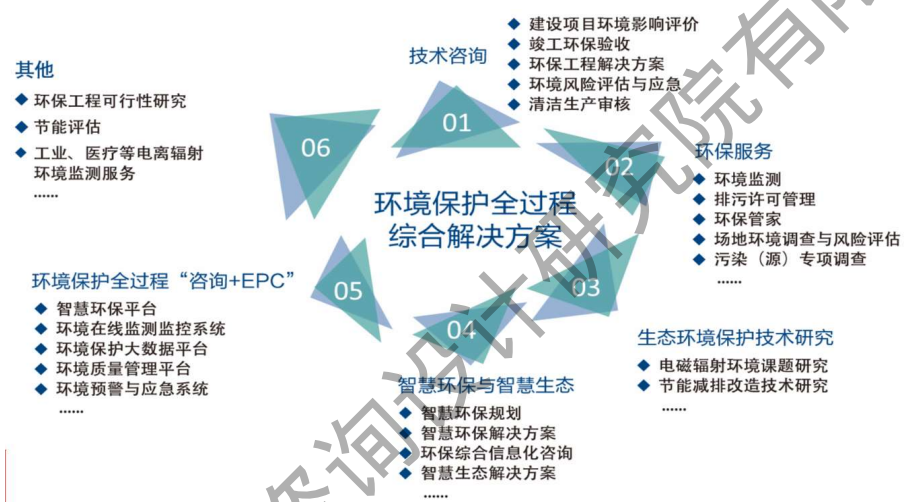 技术咨询
建设项目环境影响评价
竣工环保验收
环保工程解决方案
环境风险评估与应急
清洁生产审核
其他
环保工程可行性研究
节能评估
工业、医疗等电离辐射
环境监测服务
......
01
06
02
环保服务
环境监测
排污许可管理
环保管家
场地环境调查与风险评估
污染（源）专项调查
......
环境保护全过程
综合解决方案
环境保护全过程“咨询+EPC”
智慧环保平台
环境在线监测监控系统
环境保护大数据平台
环境质量管理平台
环境预警与应急系统
......
05
03
04
生态环境保护技术研究
电磁辐射环境课题研究
节能减排改造技术研究
......
智慧环保与智慧生态
智慧环保规划
智慧环保解决方案
环保综合信息化咨询
智慧生态解决方案
......
咨询设计研究院有限